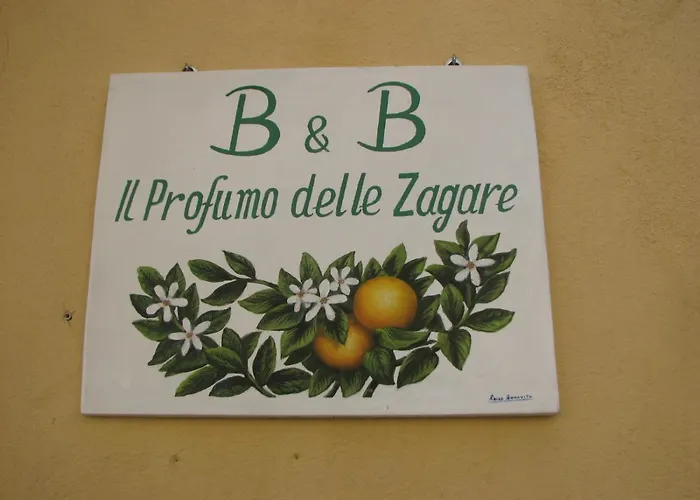 B & B
Il Profumo delle Zagare